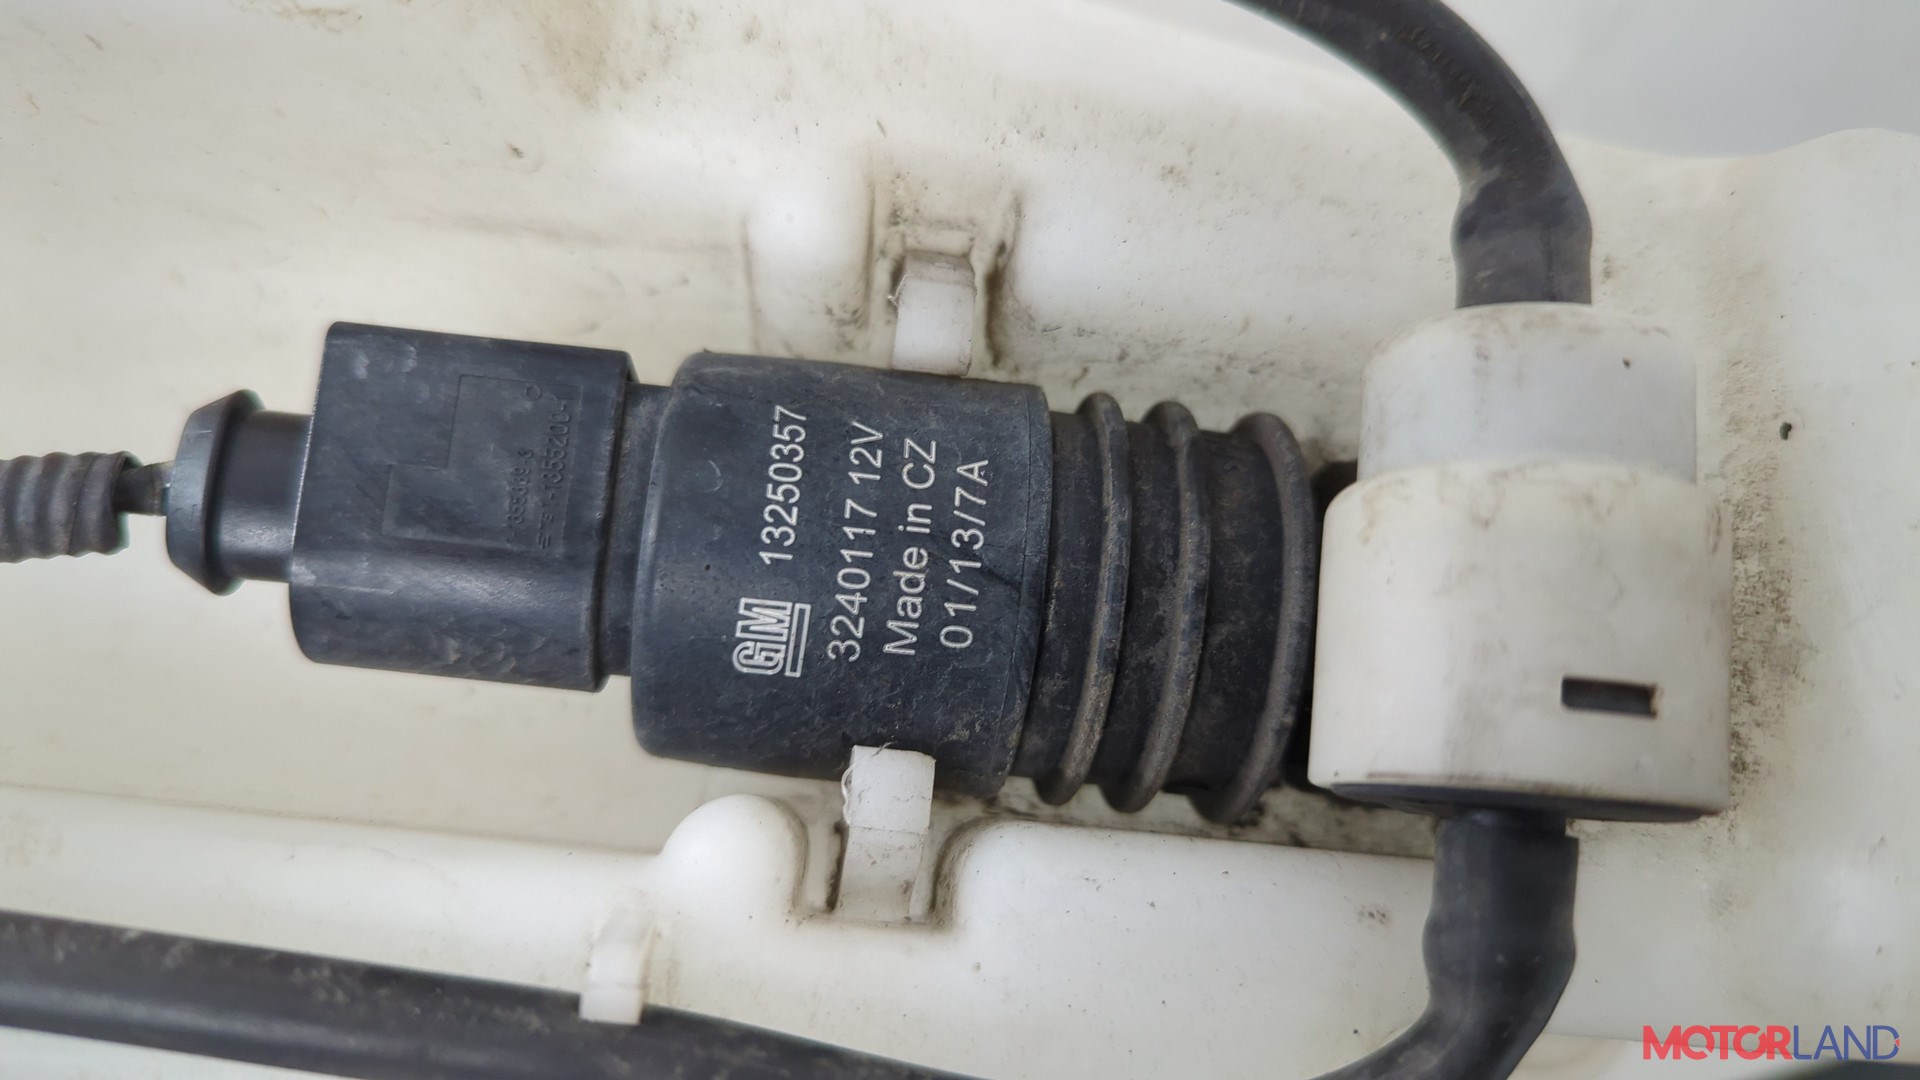 GM 13250357
3240117 12V
Made in CZ
01/13/7A
MOTORLAND